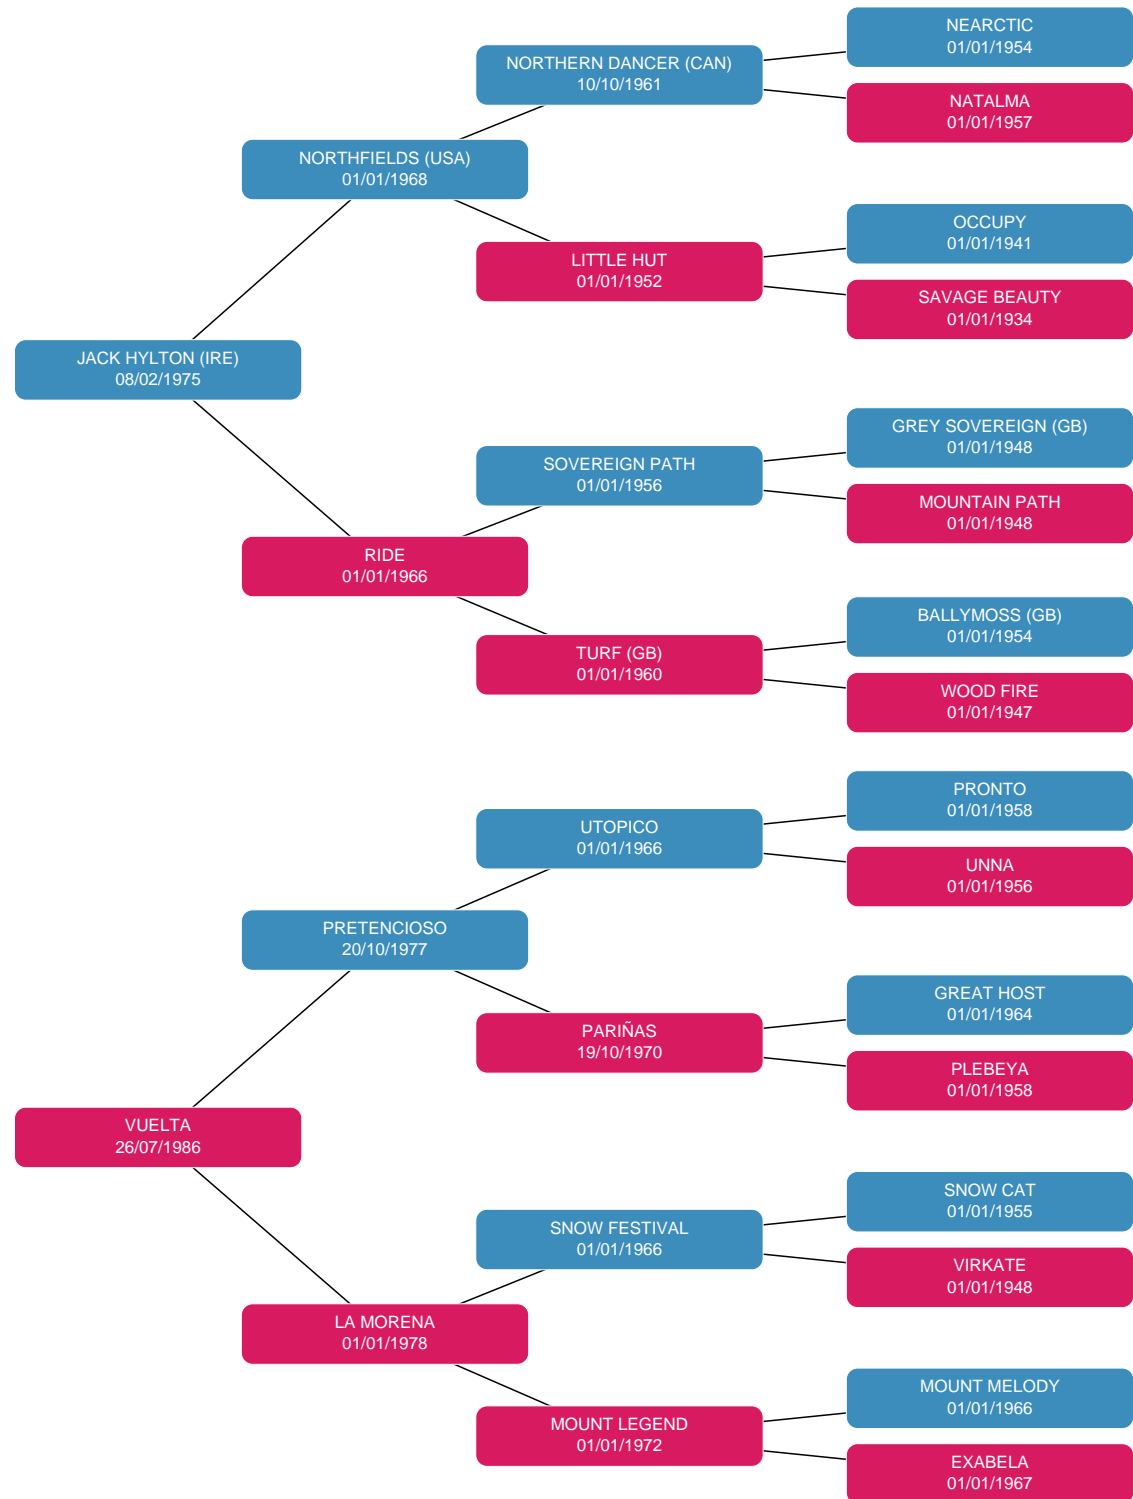 NEARCTIC
01/01/1954
NORTHERN DANCER (CAN)
10/10/1961
NATALMA
01/01/1957
NORTHFIELDS (USA)
01/01/1968
OCCUPY
01/01/1941
LITTLE HUT
01/01/1952
SAVAGE BEAUTY
01/01/1934
JACK HYLTON (IRE)
08/02/1975
GREY SOVEREIGN (GB)
01/01/1948
SOVEREIGN PATH
01/01/1956
MOUNTAIN PATH
01/01/1948
RIDE
01/01/1966
BALLYMOSS (GB)
01/01/1954
TURF (GB)
01/01/1960
WOOD FIRE
01/01/1947
PRONTO
01/01/1958
UTOPICO
01/01/1966
UNNA
01/01/1956
PRETENCIOSO
20/10/1977
GREAT HOST
01/01/1964
PARIÑAS
19/10/1970
PLEBEYA
01/01/1958
VUELTA
26/07/1986
SNOW CAT
01/01/1955
SNOW FESTIVAL
01/01/1966
VIRKATE
01/01/1948
LA MORENA
01/01/1978
MOUNT MELODY
01/01/1966
MOUNT LEGEND
01/01/1972
EXABELA
01/01/1967